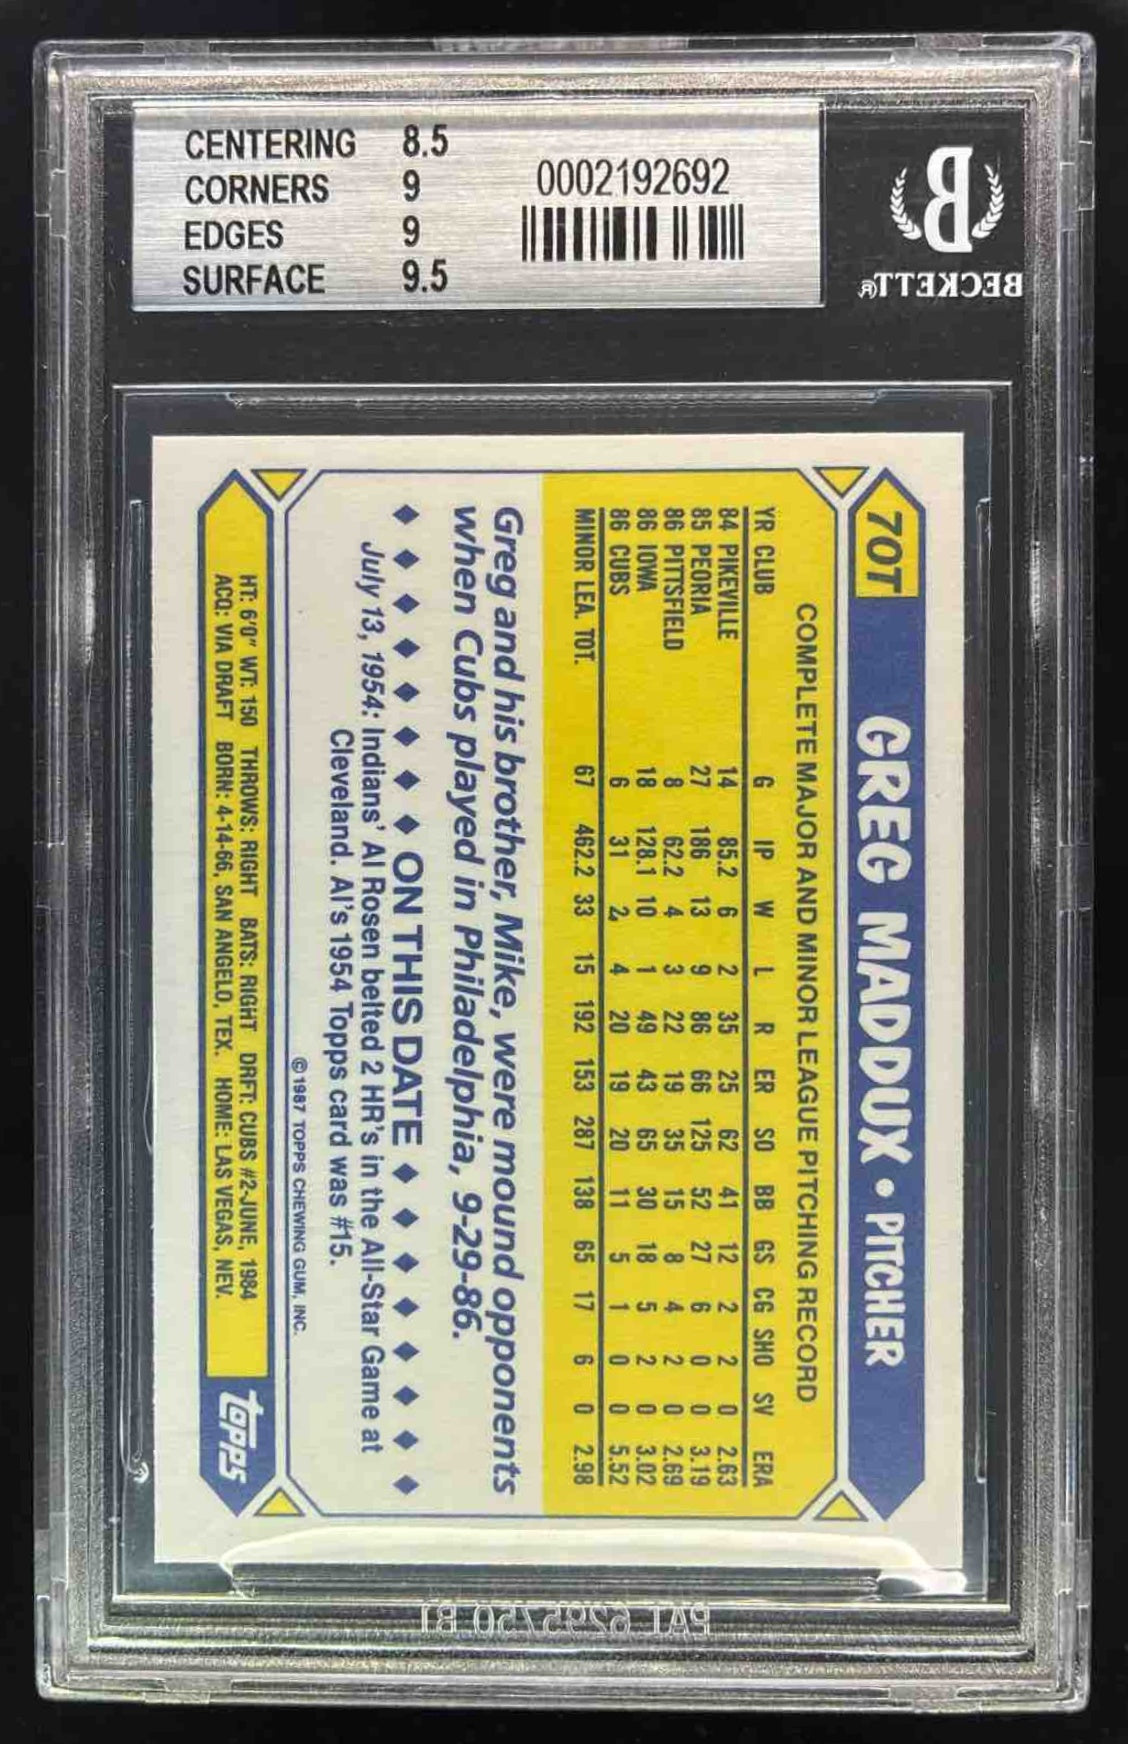 CENTERING 8.5
CORNERS 9
EDGES 9
SURFACE 9.5
0002192692
BECKETT®
70T
GREG MADDUX • PITCHER
COMPLETE MAJOR AND MINOR LEAGUE PITCHING RECORD
YR CLUB G IP W L R ER SO BB GS CG SHO SV ERA
84 PIKEVILLE 14 85.2 6 2 35 25 62 41 12 2 2 0 2.63
85 PEORIA 27 186 13 9 86 66 125 52 27 6 0 0 3.19
86 PITTSFIELD 8 62.2 4 3 22 19 35 15 8 4 2 0 2.69
86 IOWA 18 128.1 10 1 49 43 65 30 18 5 2 0 3.02
86 CUBS 6 31 2 4 20 19 20 11 5 1 0 0 5.52
MINOR LEA. TOT. 67 462.2 33 15 192 153 287 138 65 17 6 0 2.98
Greg and his brother, Mike, were mound opponents
when Cubs played in Philadelphia, 9-29-86.
ON THIS DATE
July 13, 1954: Indians' Al Rosen belted 2 HR's in the All-Star Game at
Cleveland. Al's 1954 Topps card was #15.
© 1987 TOPPS CHEWING GUM, INC.
HT: 6'0" WT: 150 THROWS: RIGHT BATS: RIGHT DRFT: CUBS #2-JUNE, 1984
ACQ: VIA DRAFT BORN: 4-14-66, SAN ANGELO, TEX. HOME: LAS VEGAS, NEV.
topps
PAT 6295750 B1